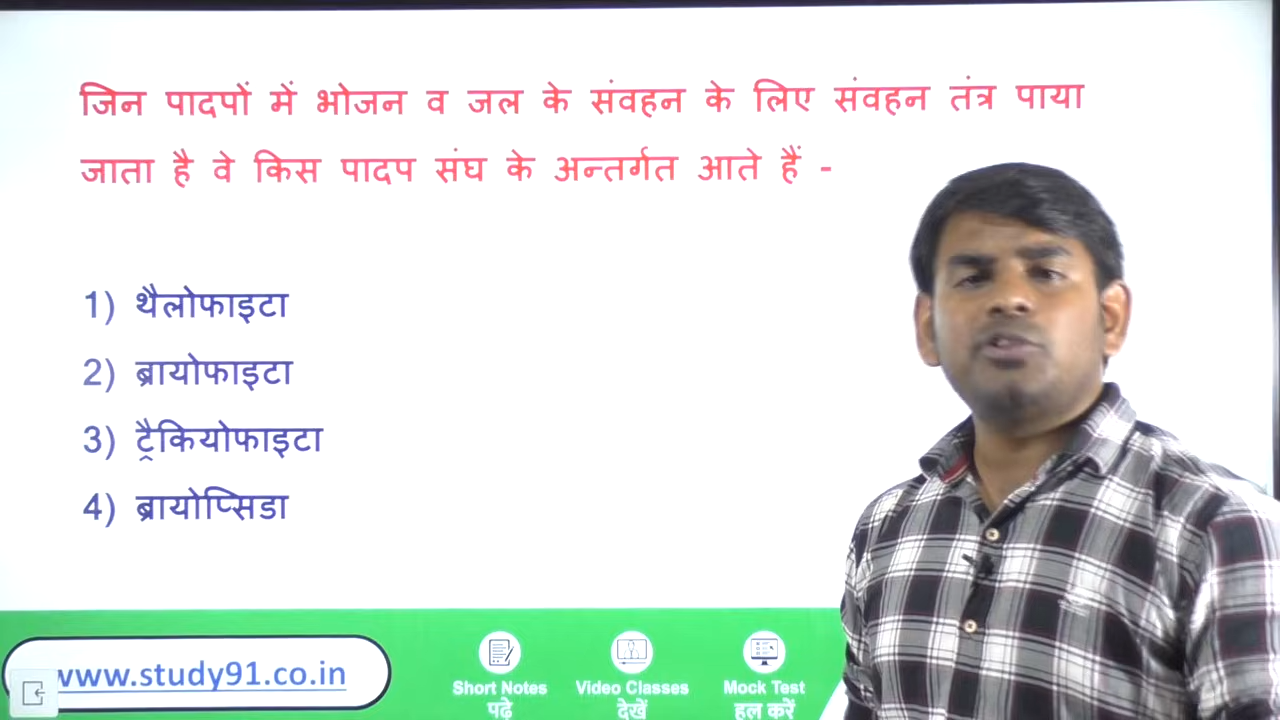 जिन पादपों में भोजन व जल के संवहन के लिए संवहन तंत्र पाया
जाता है वे किस पादप संघ के अन्तर्गत आते हैं -
1) थैलोफाइटा
2) ब्रायोफाइटा
3) ट्रैकियोफाइटा
4) ब्रायोप्सिडा
www.study91.co.in
Short Notes
पढ़े
Video Classes
देखें
Mock Test
हल करें